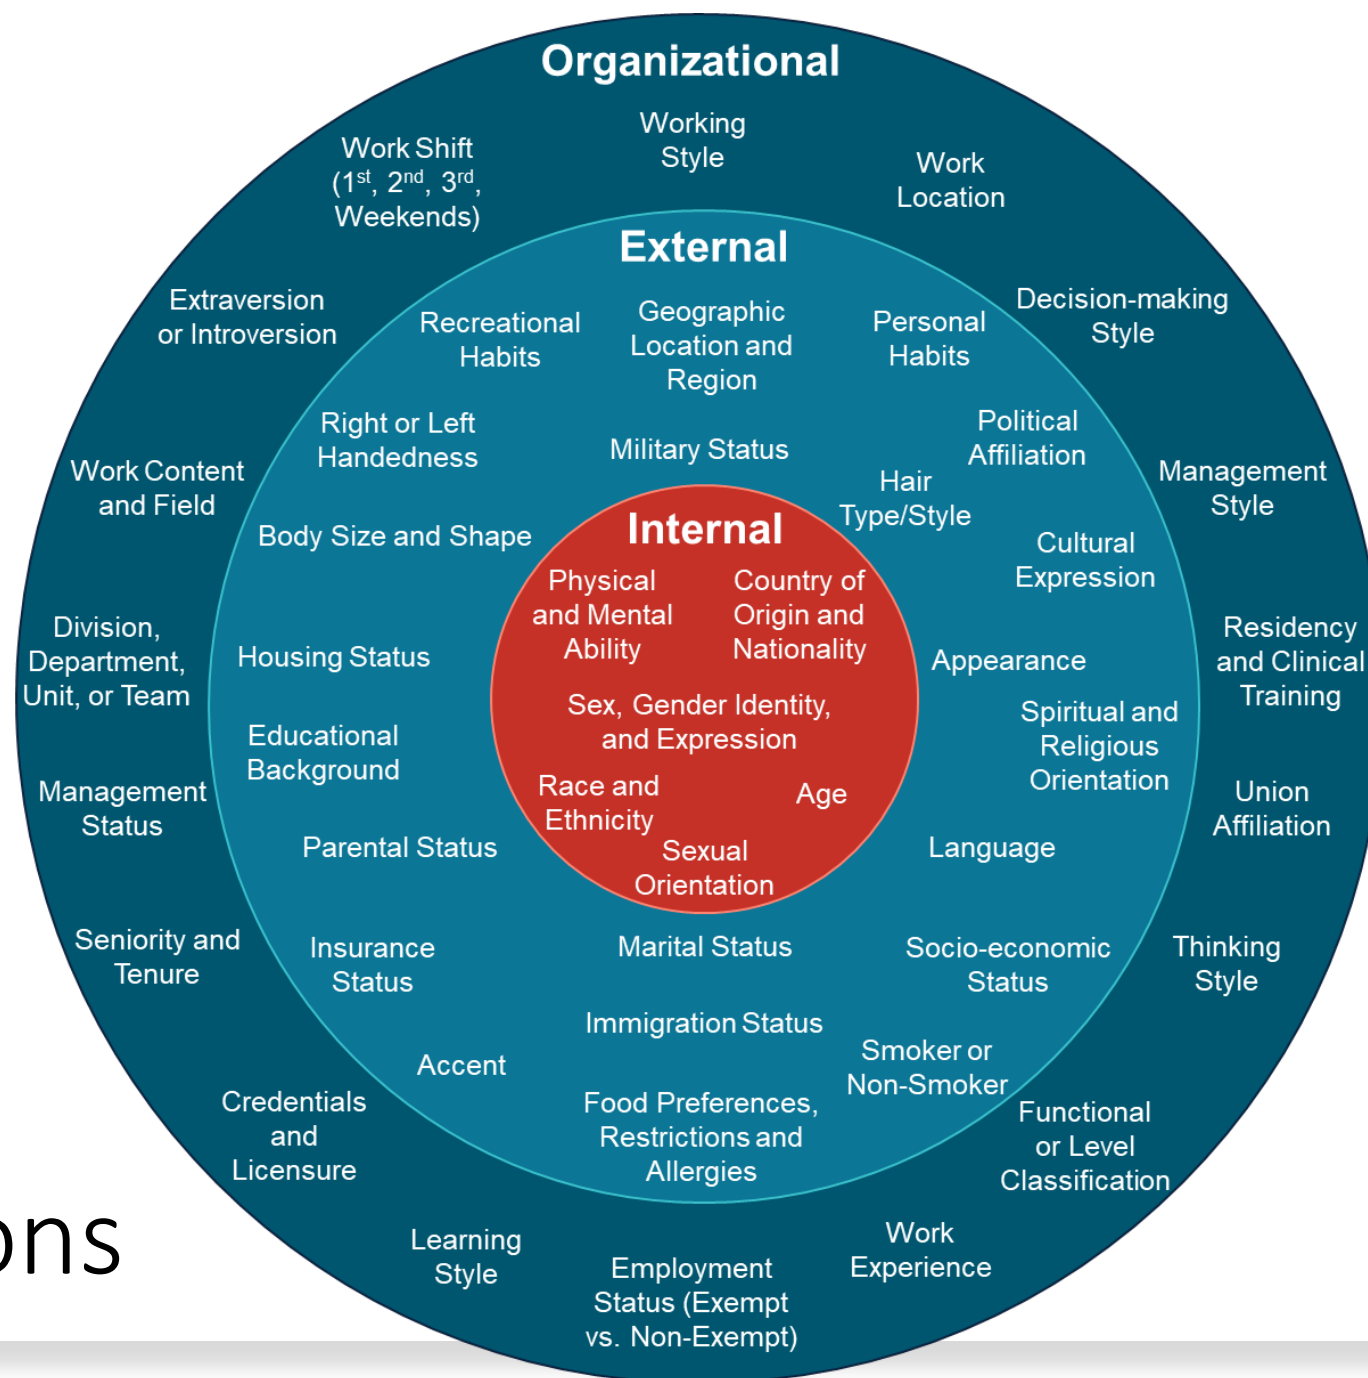 Organizational
Working
Style
Work Shift
(1st, 2nd, 3rd,
Weekends)
Work
Location
Extraversion
or Introversion
Decision-making
Style
Work Content
and Field
Management
Style
Division,
Department,
Unit, or Team
Residency
and Clinical
Training
Management
Status
Union
Affiliation
Seniority and
Tenure
Thinking
Style
Credentials
and
Licensure
Functional
or Level
Classification
Learning
Style
Employment
Status (Exempt
vs. Non-Exempt)
Work
Experience
External
Recreational
Habits
Geographic
Location and
Region
Personal
Habits
Right or Left
Handedness
Military Status
Political
Affiliation
Hair
Type/Style
Body Size and Shape
Cultural
Expression
Housing Status
Appearance
Educational
Background
Spiritual and
Religious
Orientation
Parental Status
Language
Insurance
Status
Marital Status
Socio-economic
Status
Immigration Status
Accent
Smoker or
Non-Smoker
Food Preferences,
Restrictions and
Allergies
Internal
Physical
and Mental
Ability
Country of
Origin and
Nationality
Sex, Gender Identity,
and Expression
Race and
Ethnicity
Age
Sexual
Orientation
ons